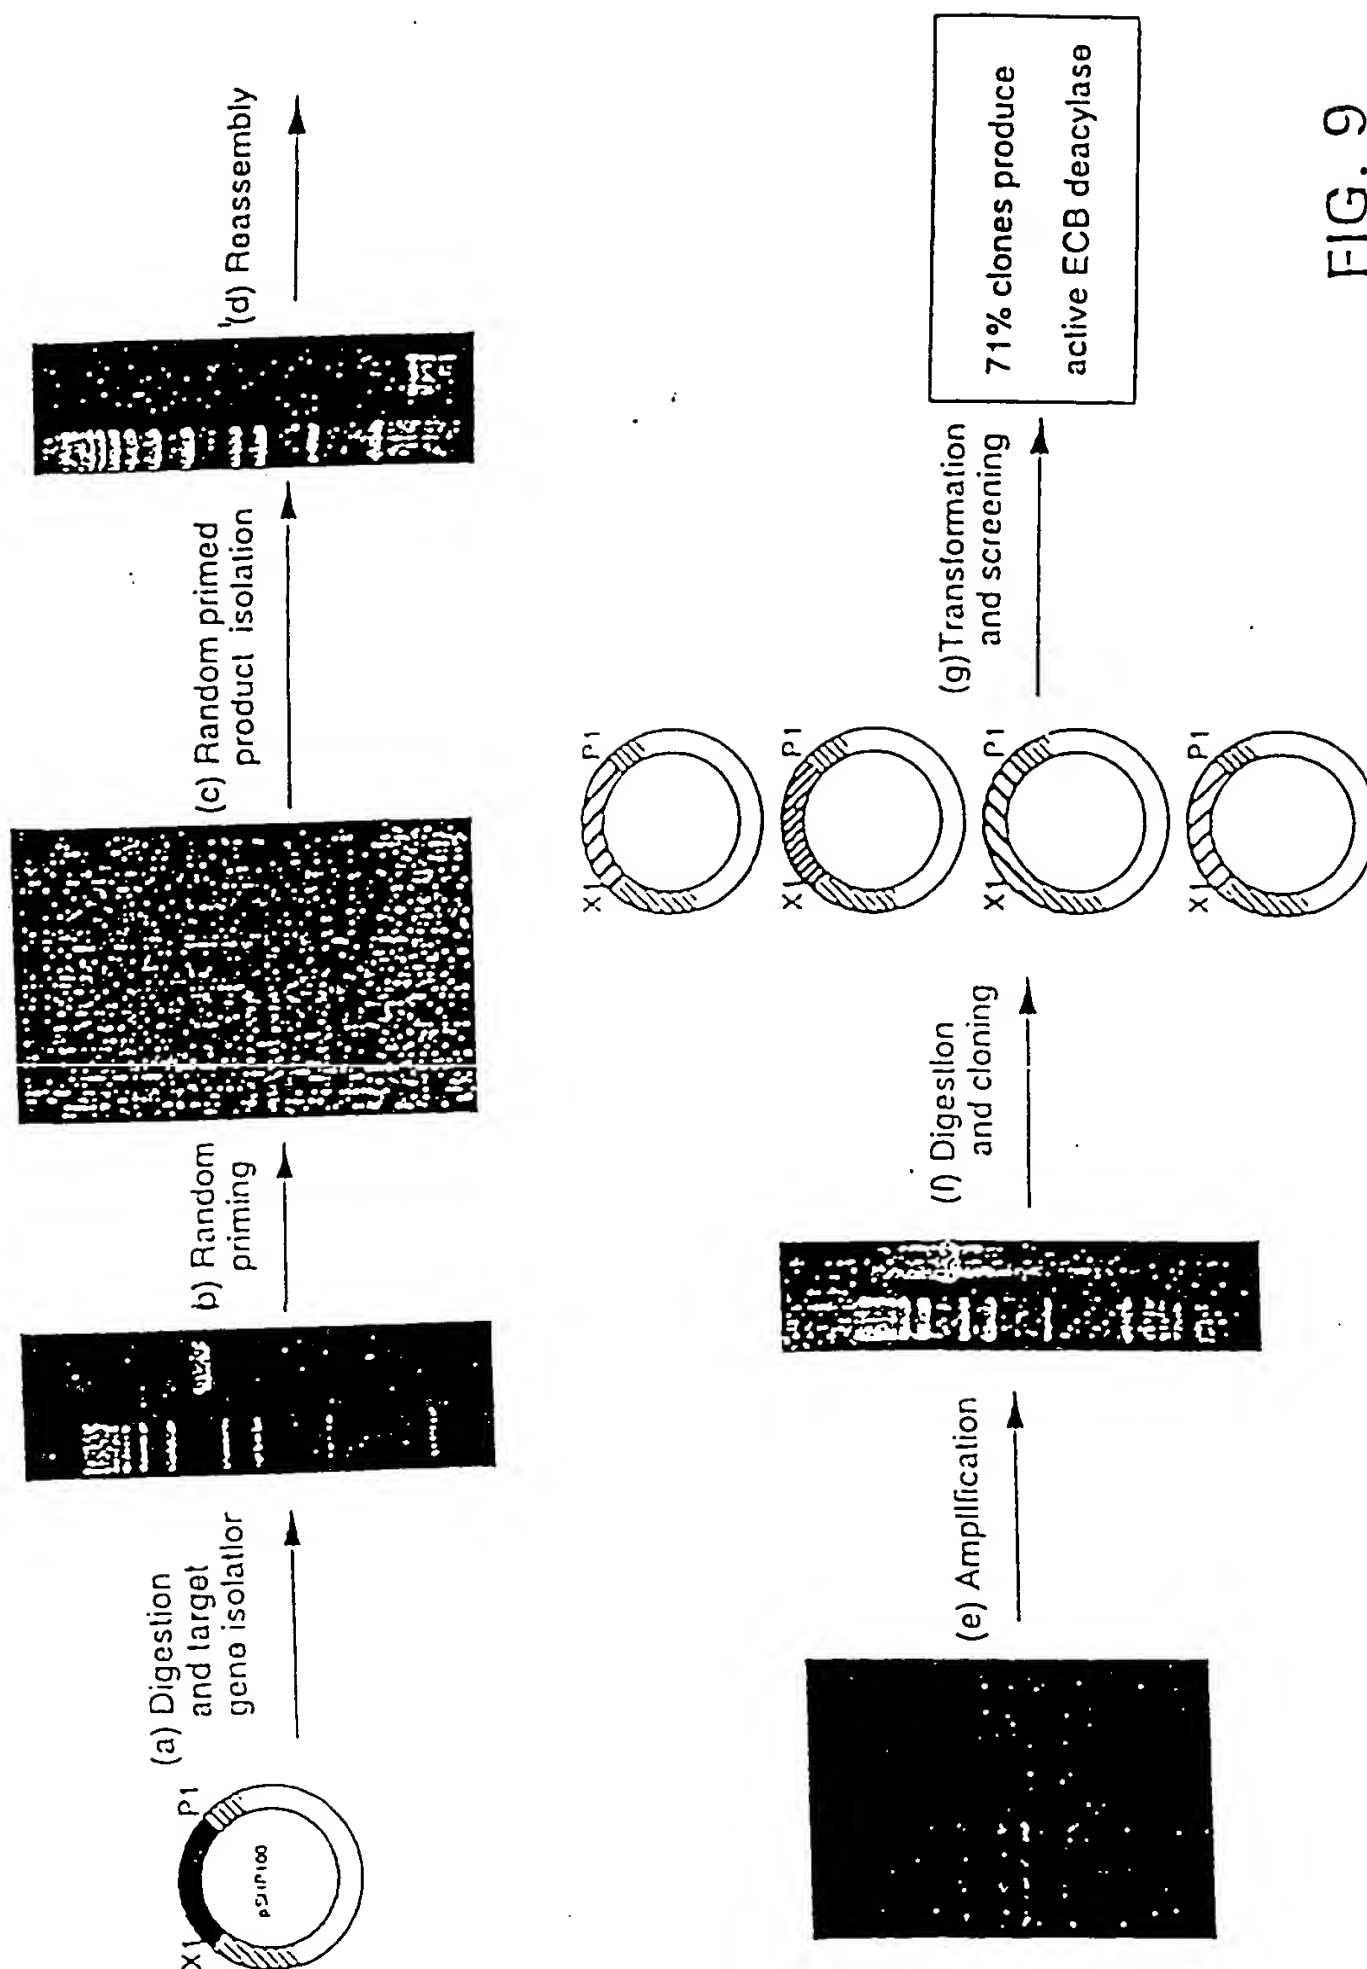 X1
P1
(a) Digestion
and target
gene isolation
b) Random
priming
(c) Random primed
product isolation
(d) Reassembly
(e) Amplification
(f) Digestion
and cloning
X1
P1
X1
P1
X1
P1
X1
P1
(g)Transformation
and screening
71% clones produce
active ECB deacylase
FIG. 9